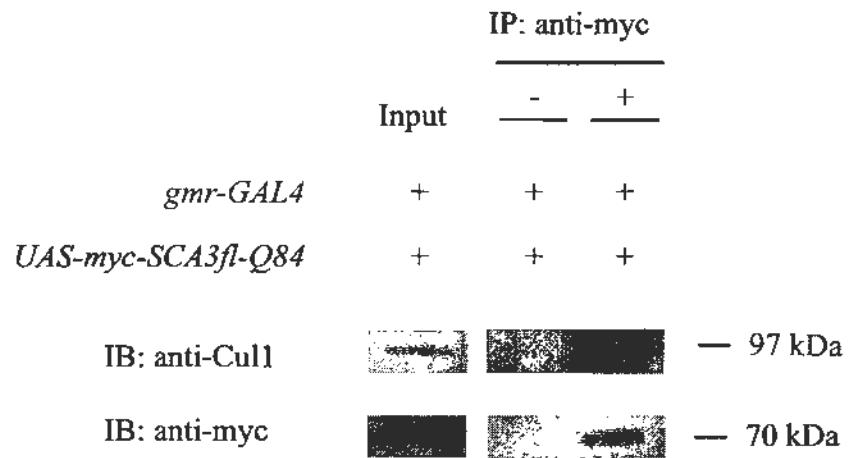 IP: anti-myc
Input - +
gmr-GAL4 + + +
UAS-myc-SCA3fl-Q84 + + +
IB: anti-Cul1 — 97 kDa
IB: anti-myc — 70 kDa